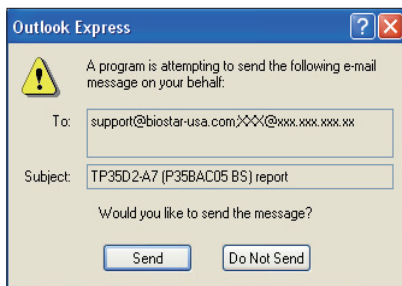 Outlook Express
A program is attempting to send the following e-mail
message on your behalf:
To: support@biostar-usa.com;XXX@xxx.xxx.xxx.xx
Subject: TP35D2-A7 (P35BAC05 BS) report
Would you like to send the message?
Send Do Not Send